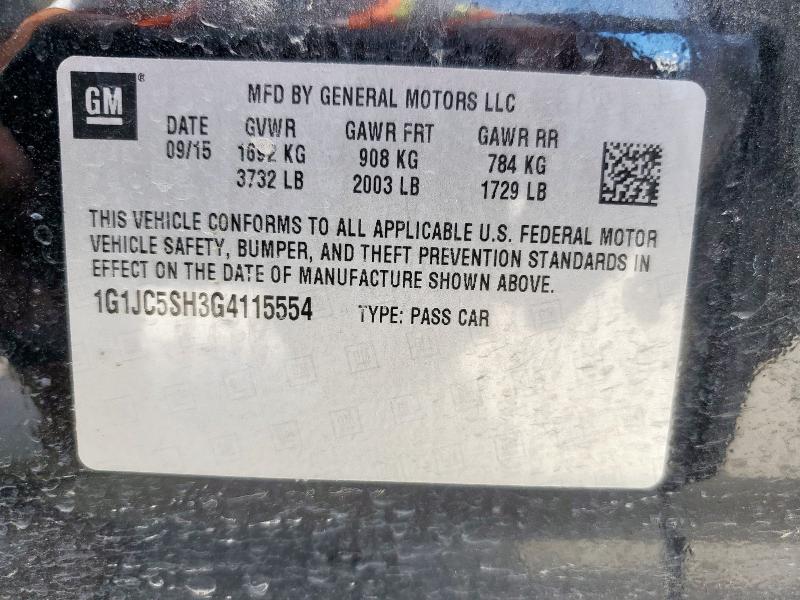 GM ®
MFD BY GENERAL MOTORS LLC
DATE GVWR GAWR FRT GAWR RR
09/15 1692 KG 908 KG 784 KG
3732 LB 2003 LB 1729 LB
THIS VEHICLE CONFORMS TO ALL APPLICABLE U.S. FEDERAL MOTOR
VEHICLE SAFETY, BUMPER, AND THEFT PREVENTION STANDARDS IN
EFFECT ON THE DATE OF MANUFACTURE SHOWN ABOVE.
1G1JC5SH3G4115554 TYPE: PASS CAR